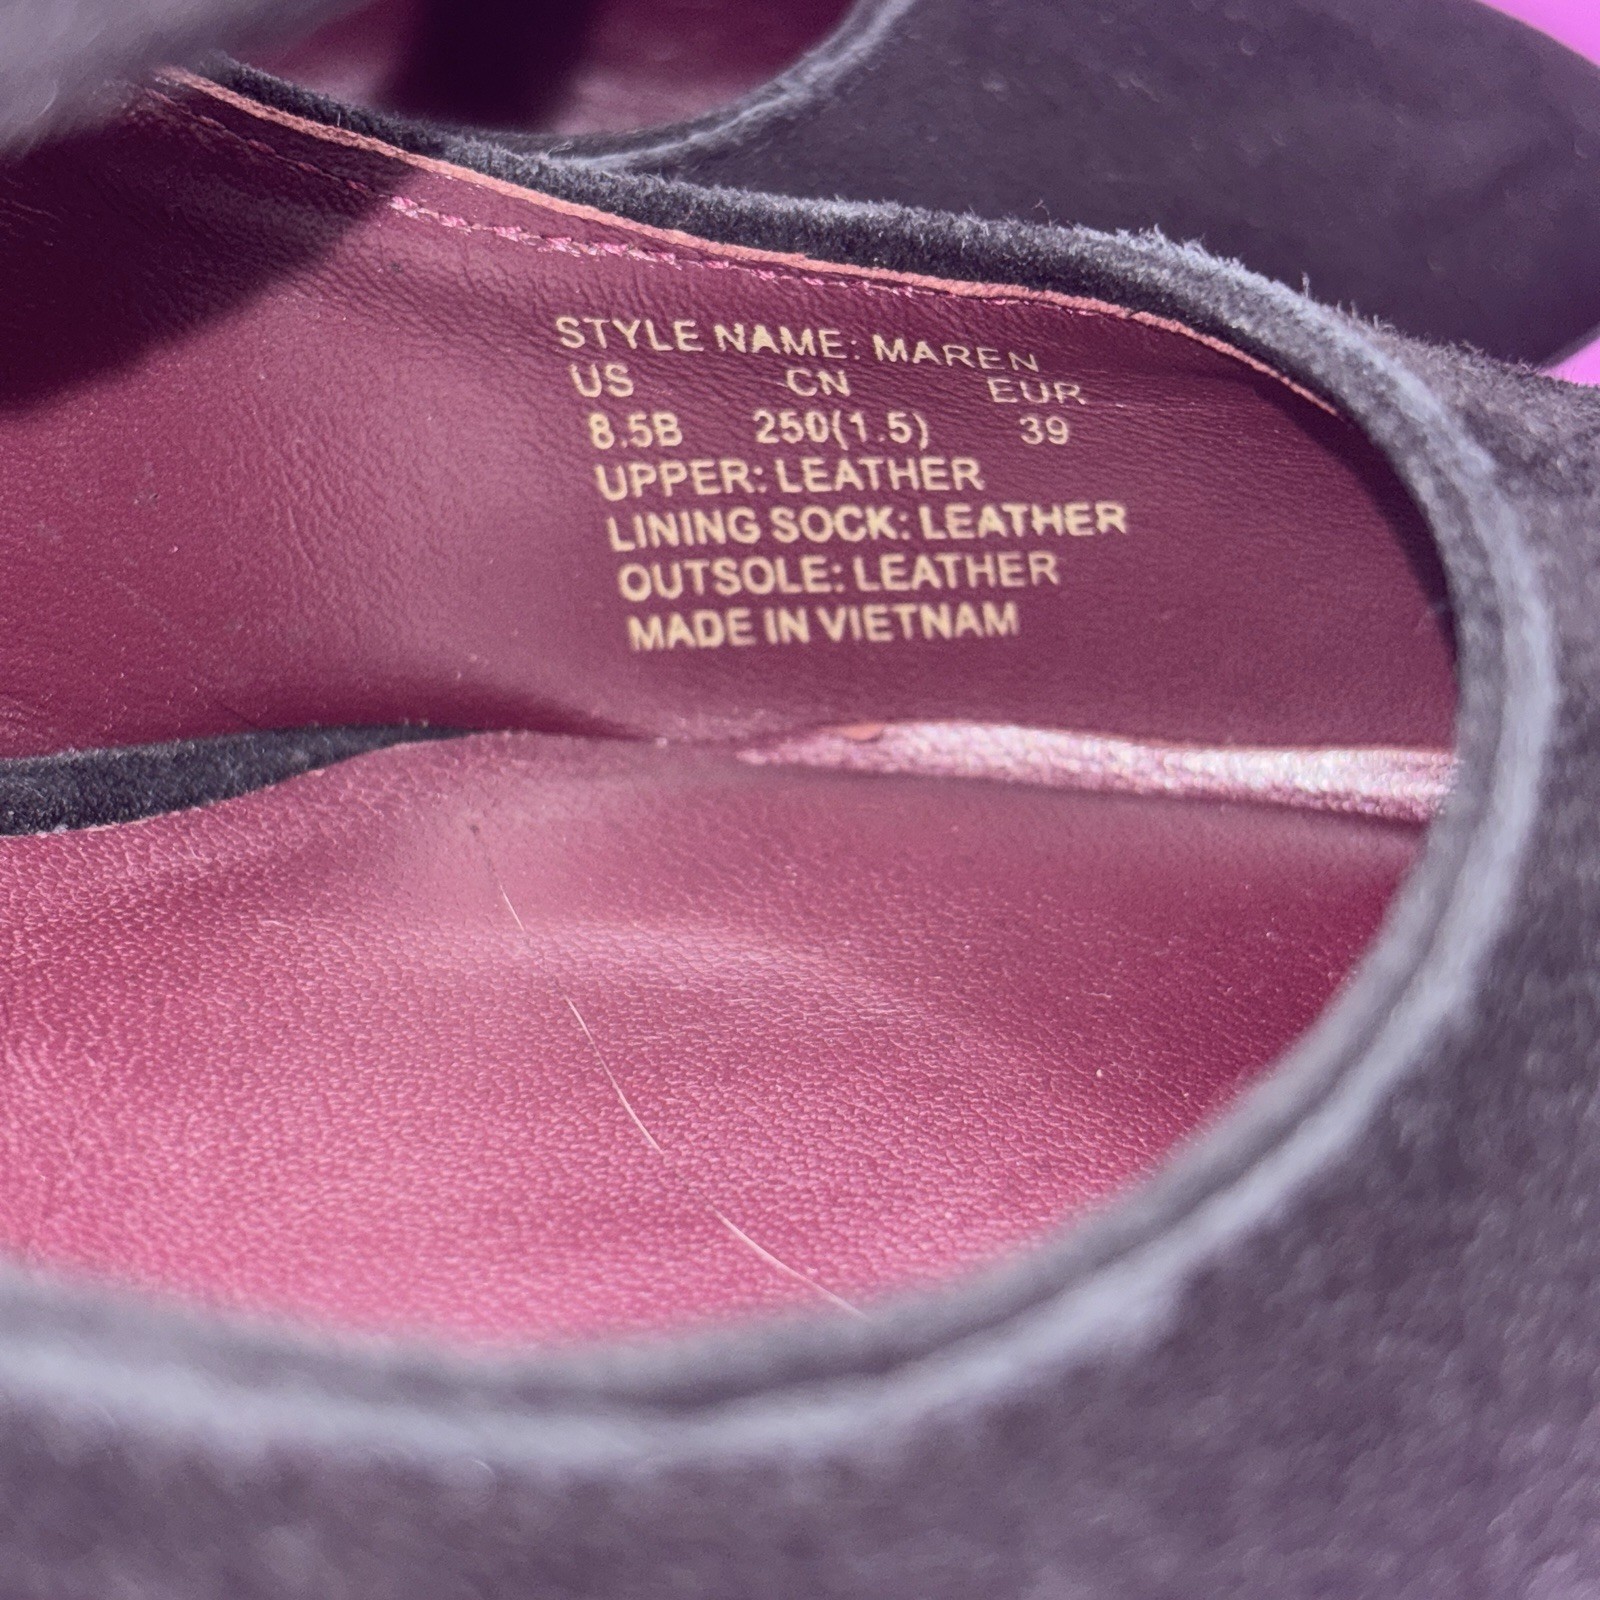 STYLE NAME: MAREN
US CN EUR
8.5B 250(1.5) 39
UPPER: LEATHER
LINING SOCK: LEATHER
OUTSOLE: LEATHER
MADE IN VIETNAM